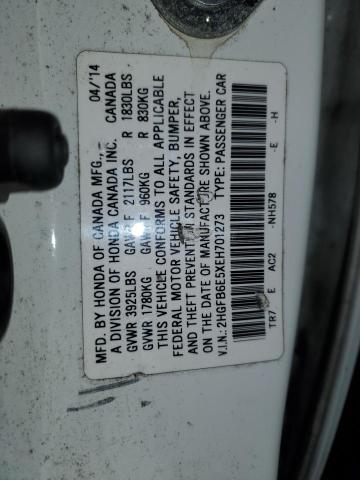 MFD. BY HONDA OF CANADA MFG., 04/14
A DIVISION OF HONDA CANADA INC. CANADA
GVWR 3925LBS GAWR F 2117LBS R 1830LBS
GVWR 1780KG GAWR F 960KG R 830KG
THIS VEHICLE CONFORMS TO ALL APPLICABLE
FEDERAL MOTOR VEHICLE SAFETY, BUMPER,
AND THEFT PREVENTION STANDARDS IN EFFECT
ON THE DATE OF MANUFACTURE SHOWN ABOVE.
V.I.N.: 2HGFB6E5XEH701273 TYPE: PASSENGER CAR
TR7 E AC2 -NH578 -E -H